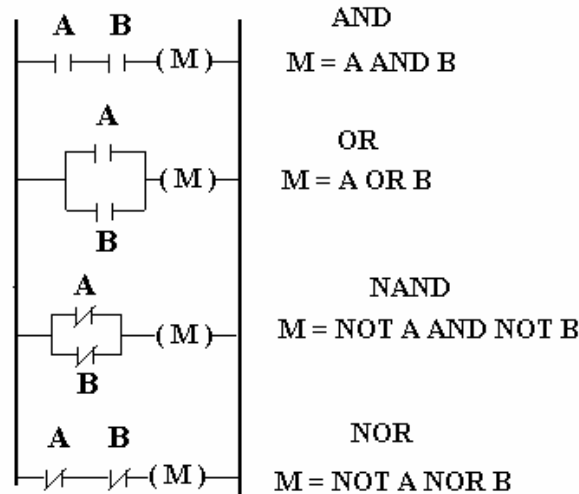 A B
(M)
AND
M = A AND B
A
(M)
B
OR
M = A OR B
A
(M)
B
NAND
M = NOT A AND NOT B
A B
(M)
NOR
M = NOT A NOR B